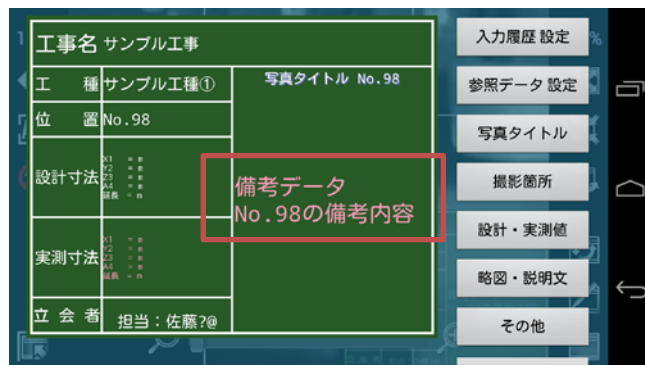 工事名 サンプル工事
工 種 サンプル工種①
写真タイトル No.98
位 置 No.98
設計寸法
備考データ
No.98の備考内容
実測寸法
立会者 担当：佐藤?@
入力履歴 設定
参照データ 設定
写真タイトル
撮影箇所
設計・実測値
略図・説明文
その他